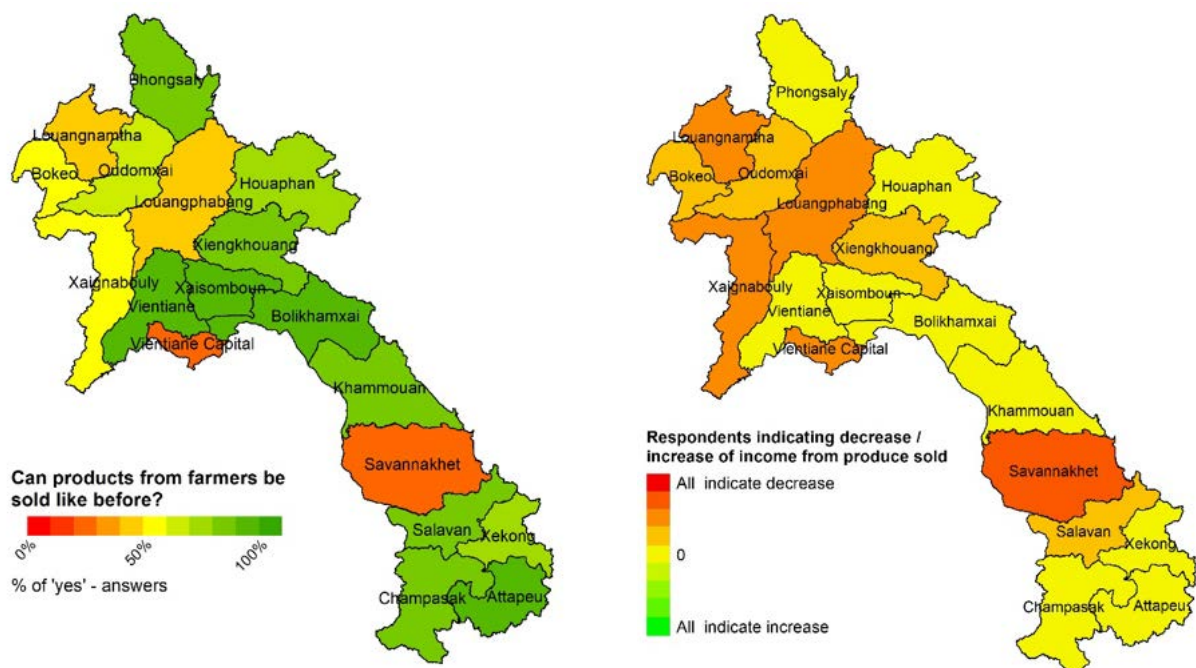 Phongsaly
Louangnamtha
Oudomxai
Bokeo
Houaphan
Louangphabang
Xiengkhouang
Xaignabouly
Xaisomboun
Vientiane
Bolikhamxai
Vientiane Capital
Khammouan
Savannakhet
Salavan
Xekong
Champasak
Attapeu
Can products from farmers be
sold like before?
0%
50%
100%
% of 'yes' - answers
Phongsaly
Louangnamtha
Bokeo
Oudomxai
Houaphan
Louangphabang
Xiengkhouang
Xaignabouly
Xaisomboun
Vientiane
Bolikhamxai
Vientiane Capital
Khammouan
Savannakhet
Salavan
Xekong
Champasak
Attapeu
Respondents indicating decrease /
increase of income from produce sold
All indicate decrease
0
All indicate increase